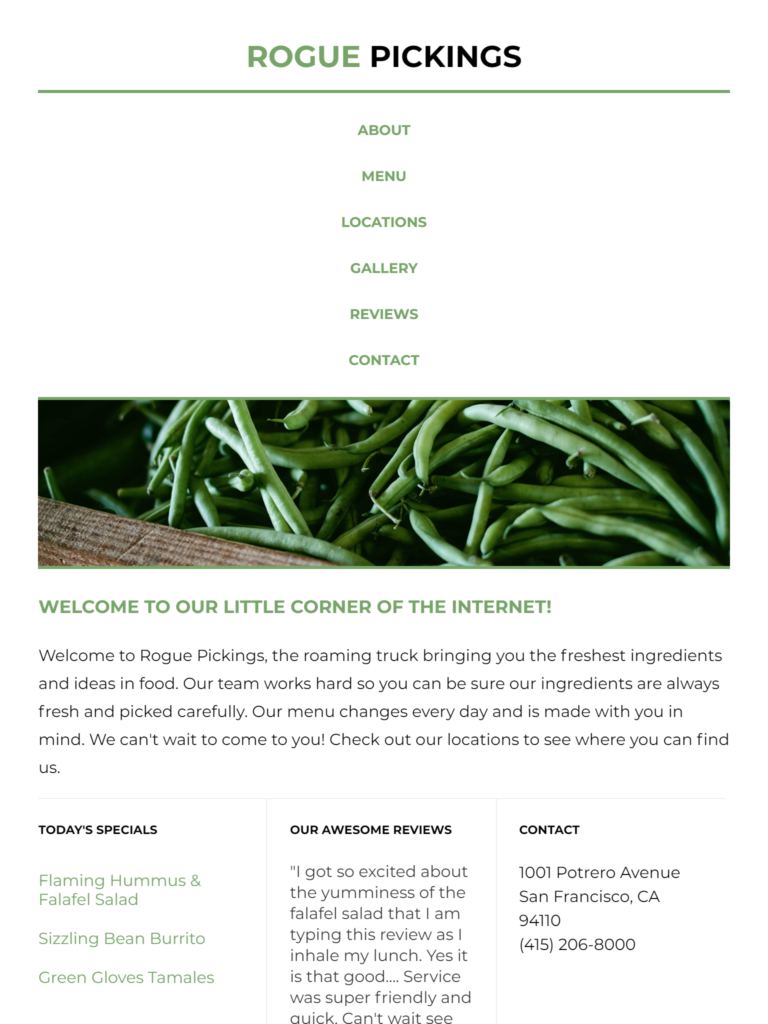 ROGUE PICKINGS
ABOUT
MENU
LOCATIONS
GALLERY
REVIEWS
CONTACT
WELCOME TO OUR LITTLE CORNER OF THE INTERNET!
Welcome to Rogue Pickings, the roaming truck bringing you the freshest ingredients
and ideas in food. Our team works hard so you can be sure our ingredients are always
fresh and picked carefully. Our menu changes every day and is made with you in
mind. We can't wait to come to you! Check out our locations to see where you can find
us.
TODAY'S SPECIALS
Flaming Hummus &
Falafel Salad
Sizzling Bean Burrito
Green Gloves Tamales
OUR AWESOME REVIEWS
"I got so excited about
the yumminess of the
falafel salad that I am
typing this review as I
inhale my lunch. Yes it
is that good.... Service
was super friendly and
quick. Can't wait see
CONTACT
1001 Potrero Avenue
San Francisco, CA
94110
(415) 206-8000